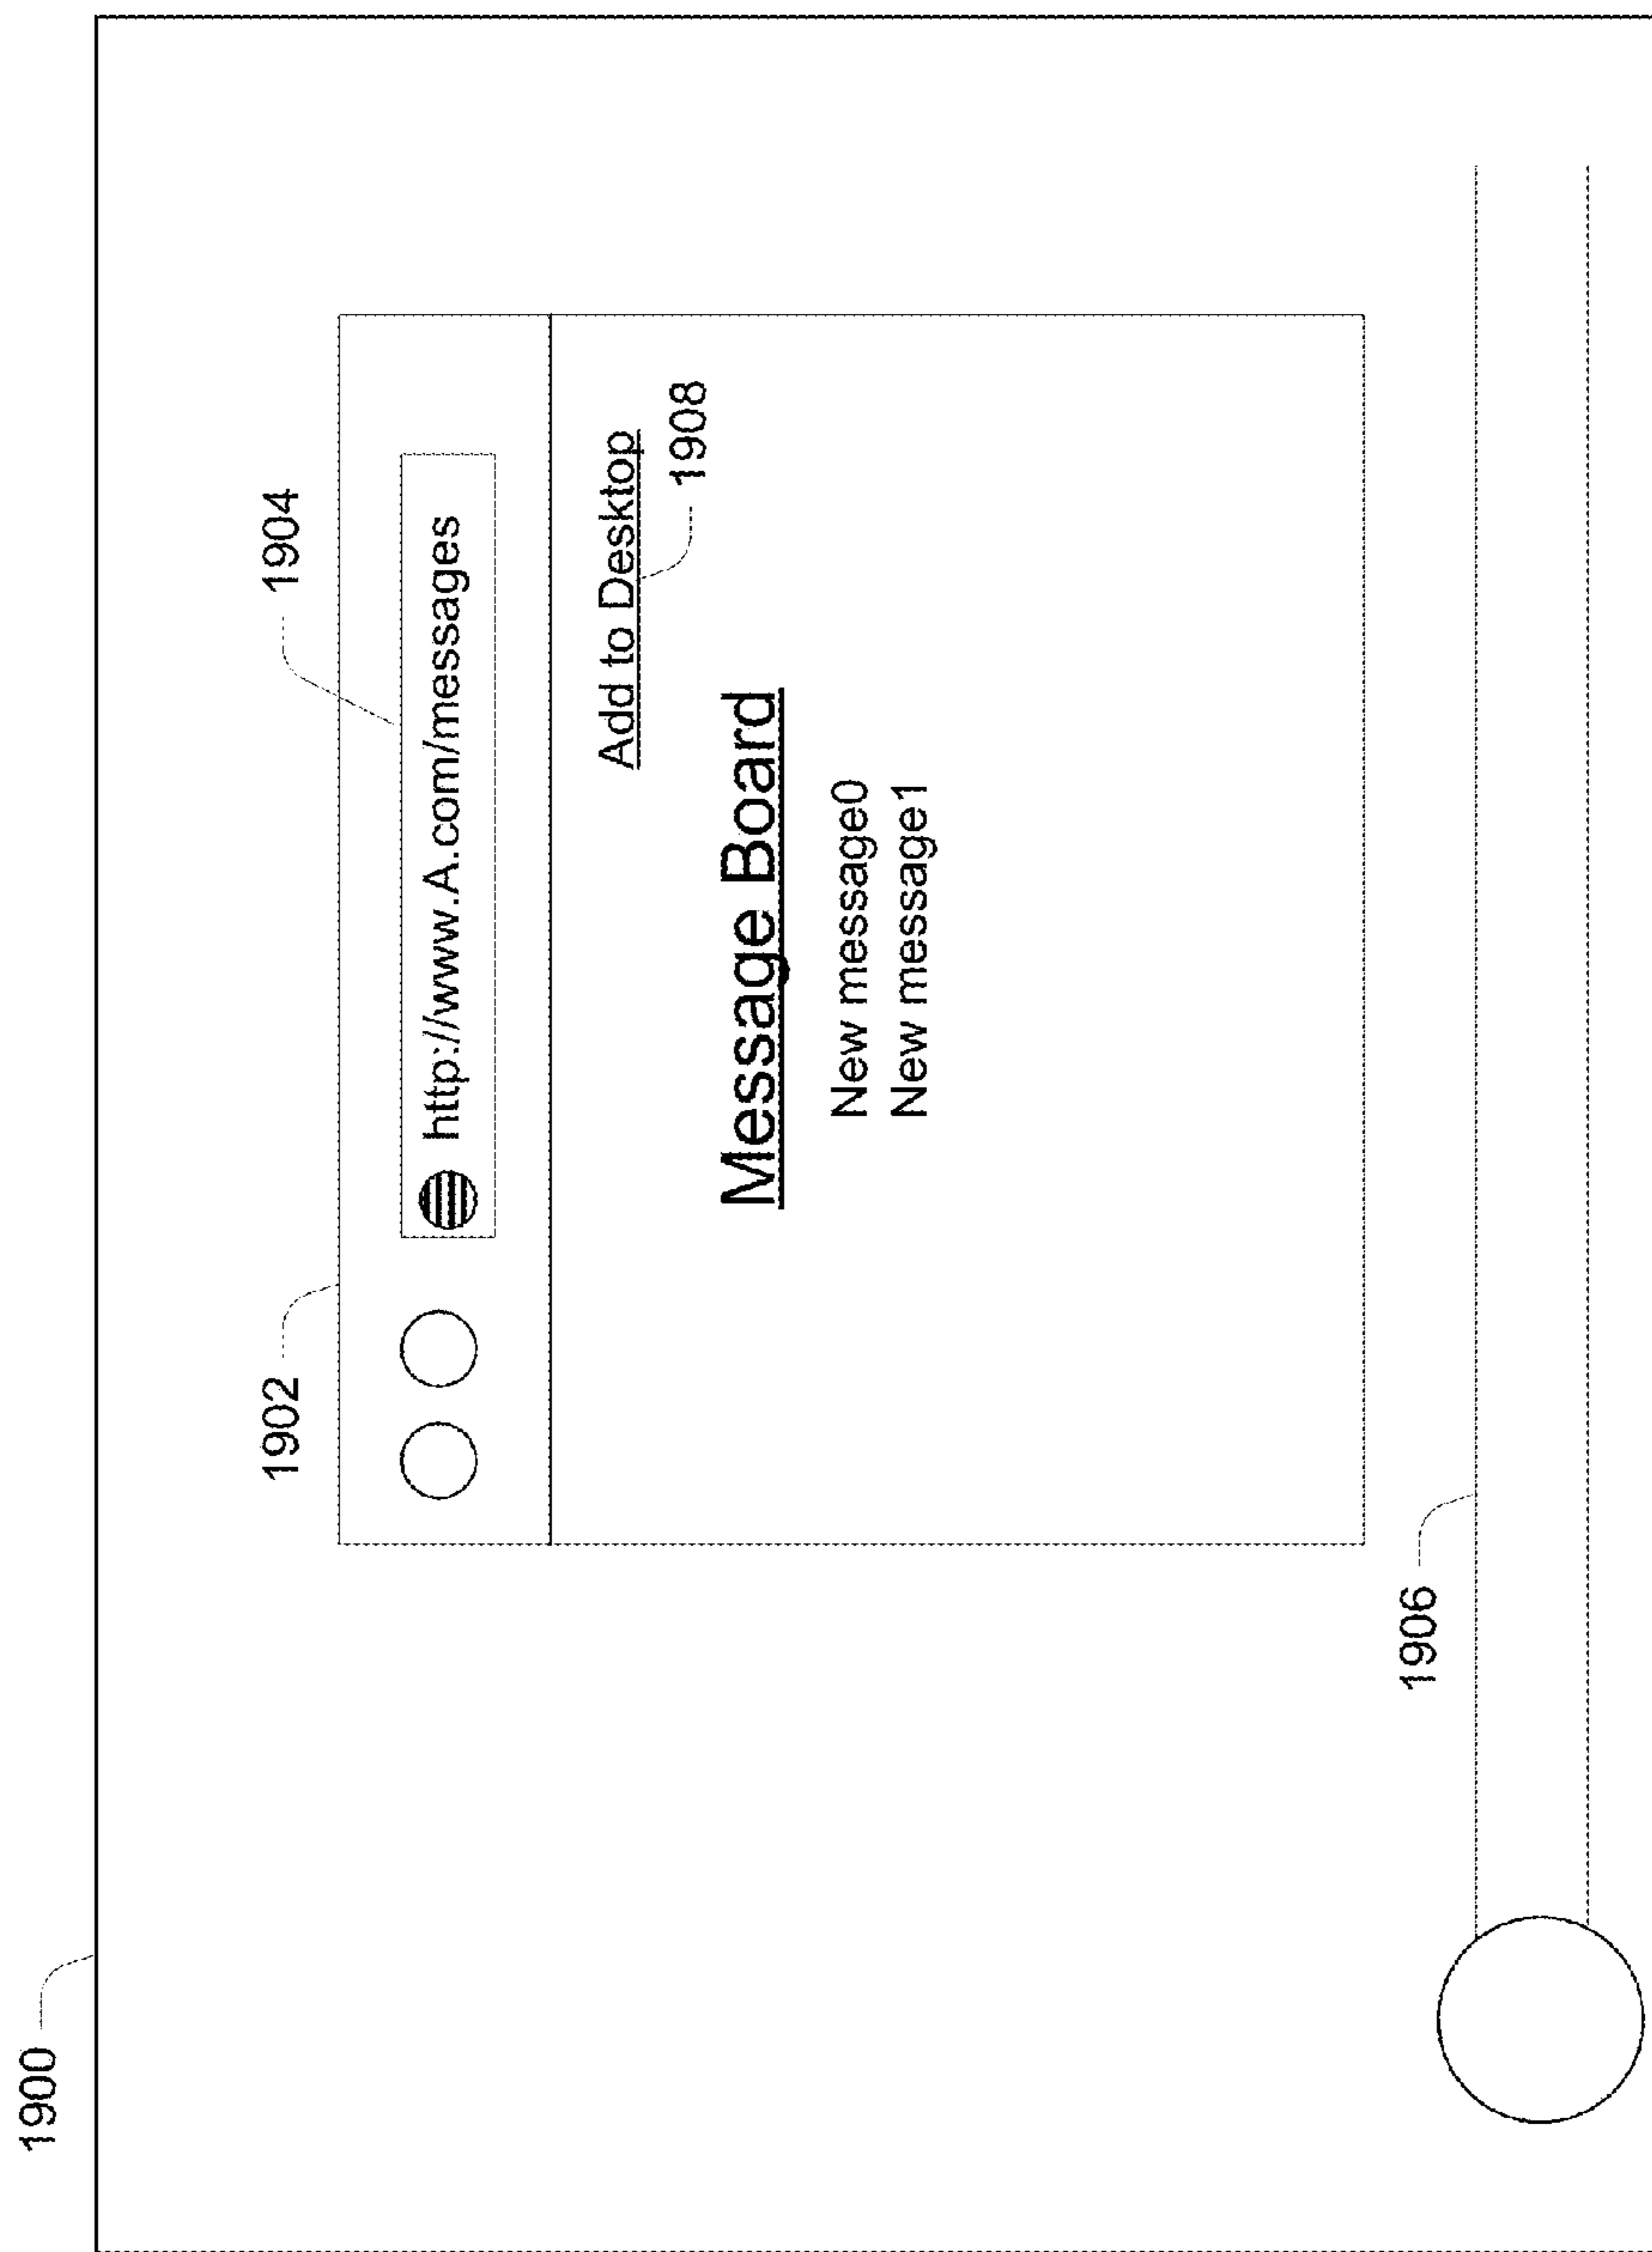 1900
1902
1904
http://www.A.com/messages
Add to Desktop
1908
Message Board
New message0
New message1
1906